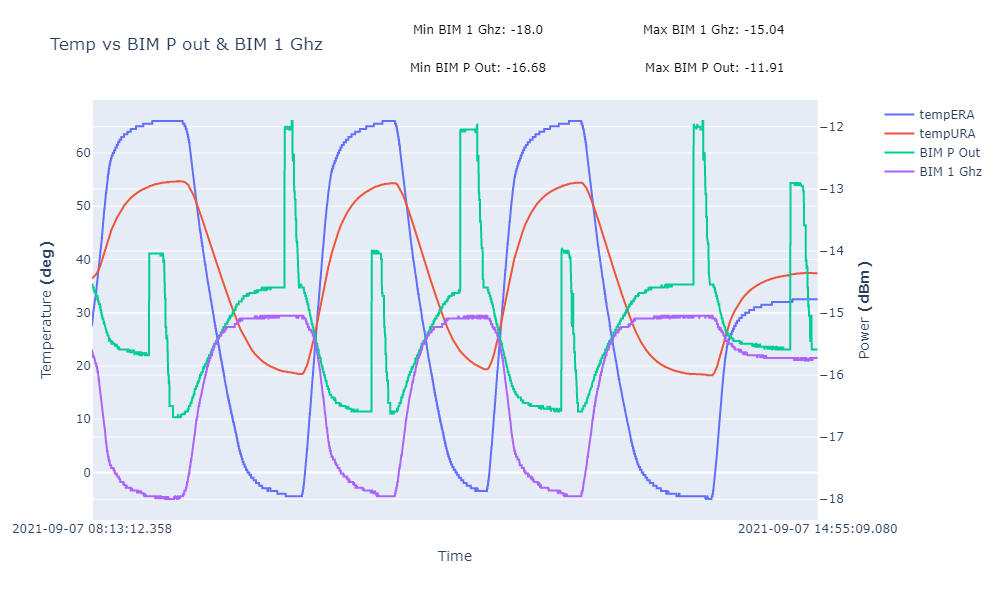 Min BIM 1 Ghz: -18.0
Max BIM 1 Ghz: -15.04
Temp vs BIM P out & BIM 1 Ghz
Min BIM P Out: -16.68
Max BIM P Out: -11.91
tempERA
tempURA
BIM P Out
BIM 1 Ghz
60
50
40
30
20
10
0
Temperature (deg)
−12
−13
−14
−15
−16
−17
−18
Power (dBm )
2021-09-07 08:13:12.358
2021-09-07 14:55:09.080
Time